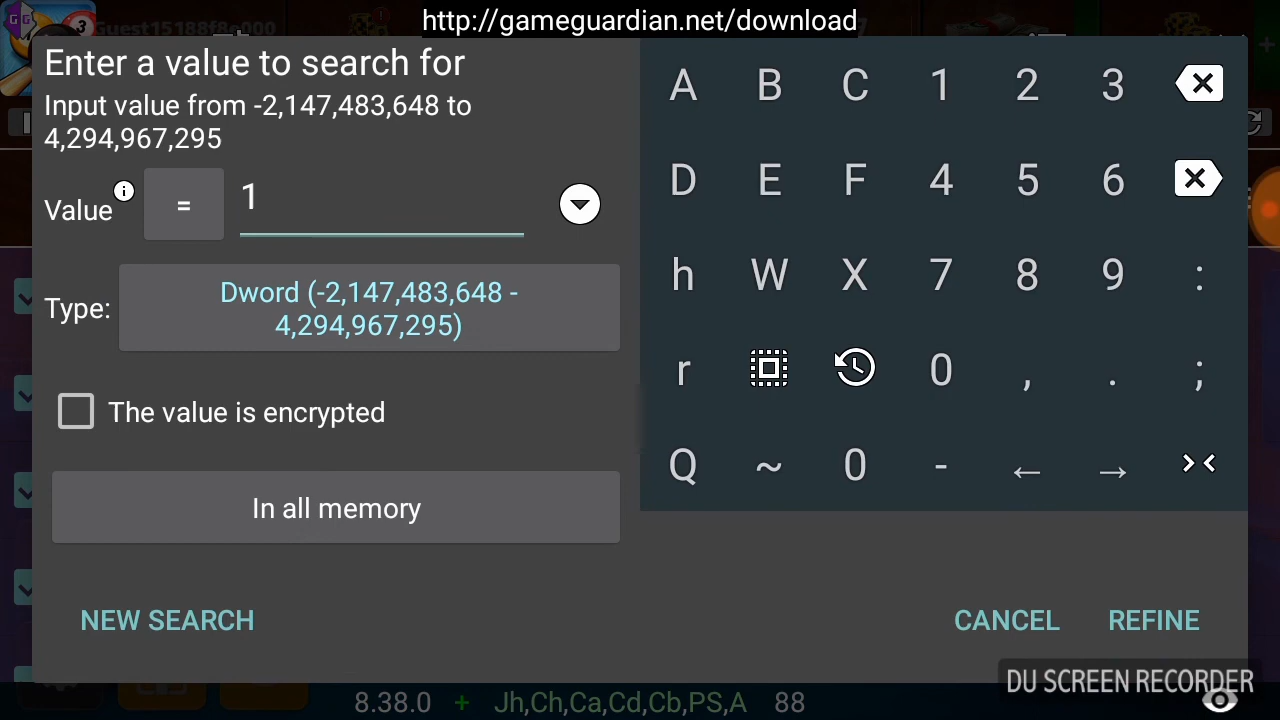 http://gameguardian.net/download
Guest15188f8e000
Enter a value to search for
Input value from -2,147,483,648 to
4,294,967,295
Value i = 1
Type: Dword (-2,147,483,648 -
4,294,967,295)
The value is encrypted
In all memory
NEW SEARCH CANCEL REFINE
A B C 1 2 3
D E F 4 5 6
h W X 7 8 9 :
r 0 , . ;
Q ~ 0 - ← → > <
8.38.0 + Jh,Ch,Ca,Cd,Cb,PS,A 88
DU SCREEN RECORDER